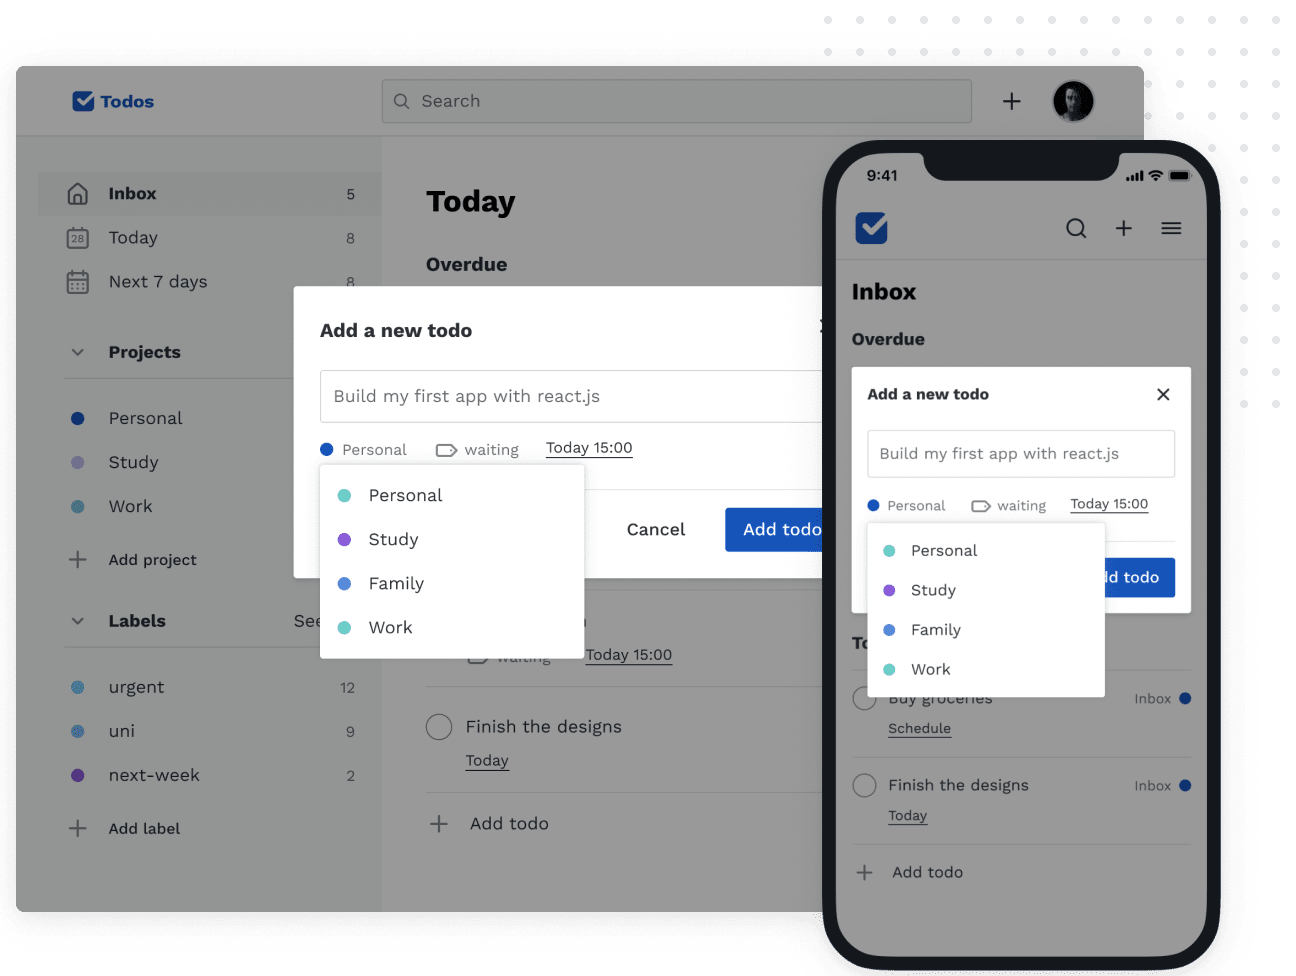 Todos
Search
Inbox 5
28 Today 8
Next 7 days 8
Projects
Personal
Study
Work
Add project
Labels
urgent 12
uni 9
next-week 2
Add label
Today
Overdue
Add a new todo
Build my first app with react.js
Personal waiting Today 15:00
Personal
Study
Family
Work
Cancel Add todo
waiting Today 15:00
Finish the designs
Today
Add todo
9:41
Inbox
Overdue
Add a new todo
Build my first app with react.js
Personal waiting Today 15:00
Personal
Study
Family
Work
dd todo
Buy groceries Inbox
Schedule
Finish the designs Inbox
Today
Add todo